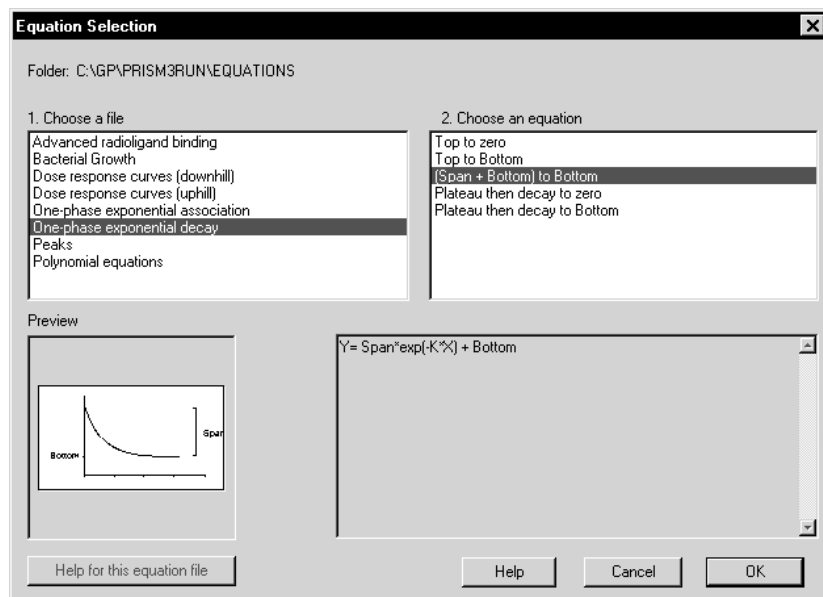 Equation Selection
Folder: C:\GP\PRISM3RUN\EQUATIONS
1. Choose a file
Advanced radioligand binding
Bacterial Growth
Dose response curves (downhill)
Dose response curves (uphill)
One-phase exponential association
One-phase exponential decay
Peaks
Polynomial equations
2. Choose an equation
Top to zero
Top to Bottom
(Span + Bottom) to Bottom
Plateau then decay to zero
Plateau then decay to Bottom
Preview
Span
Bottom
Y= Span*exp(-K*X) + Bottom
Help for this equation file
Help
Cancel
OK